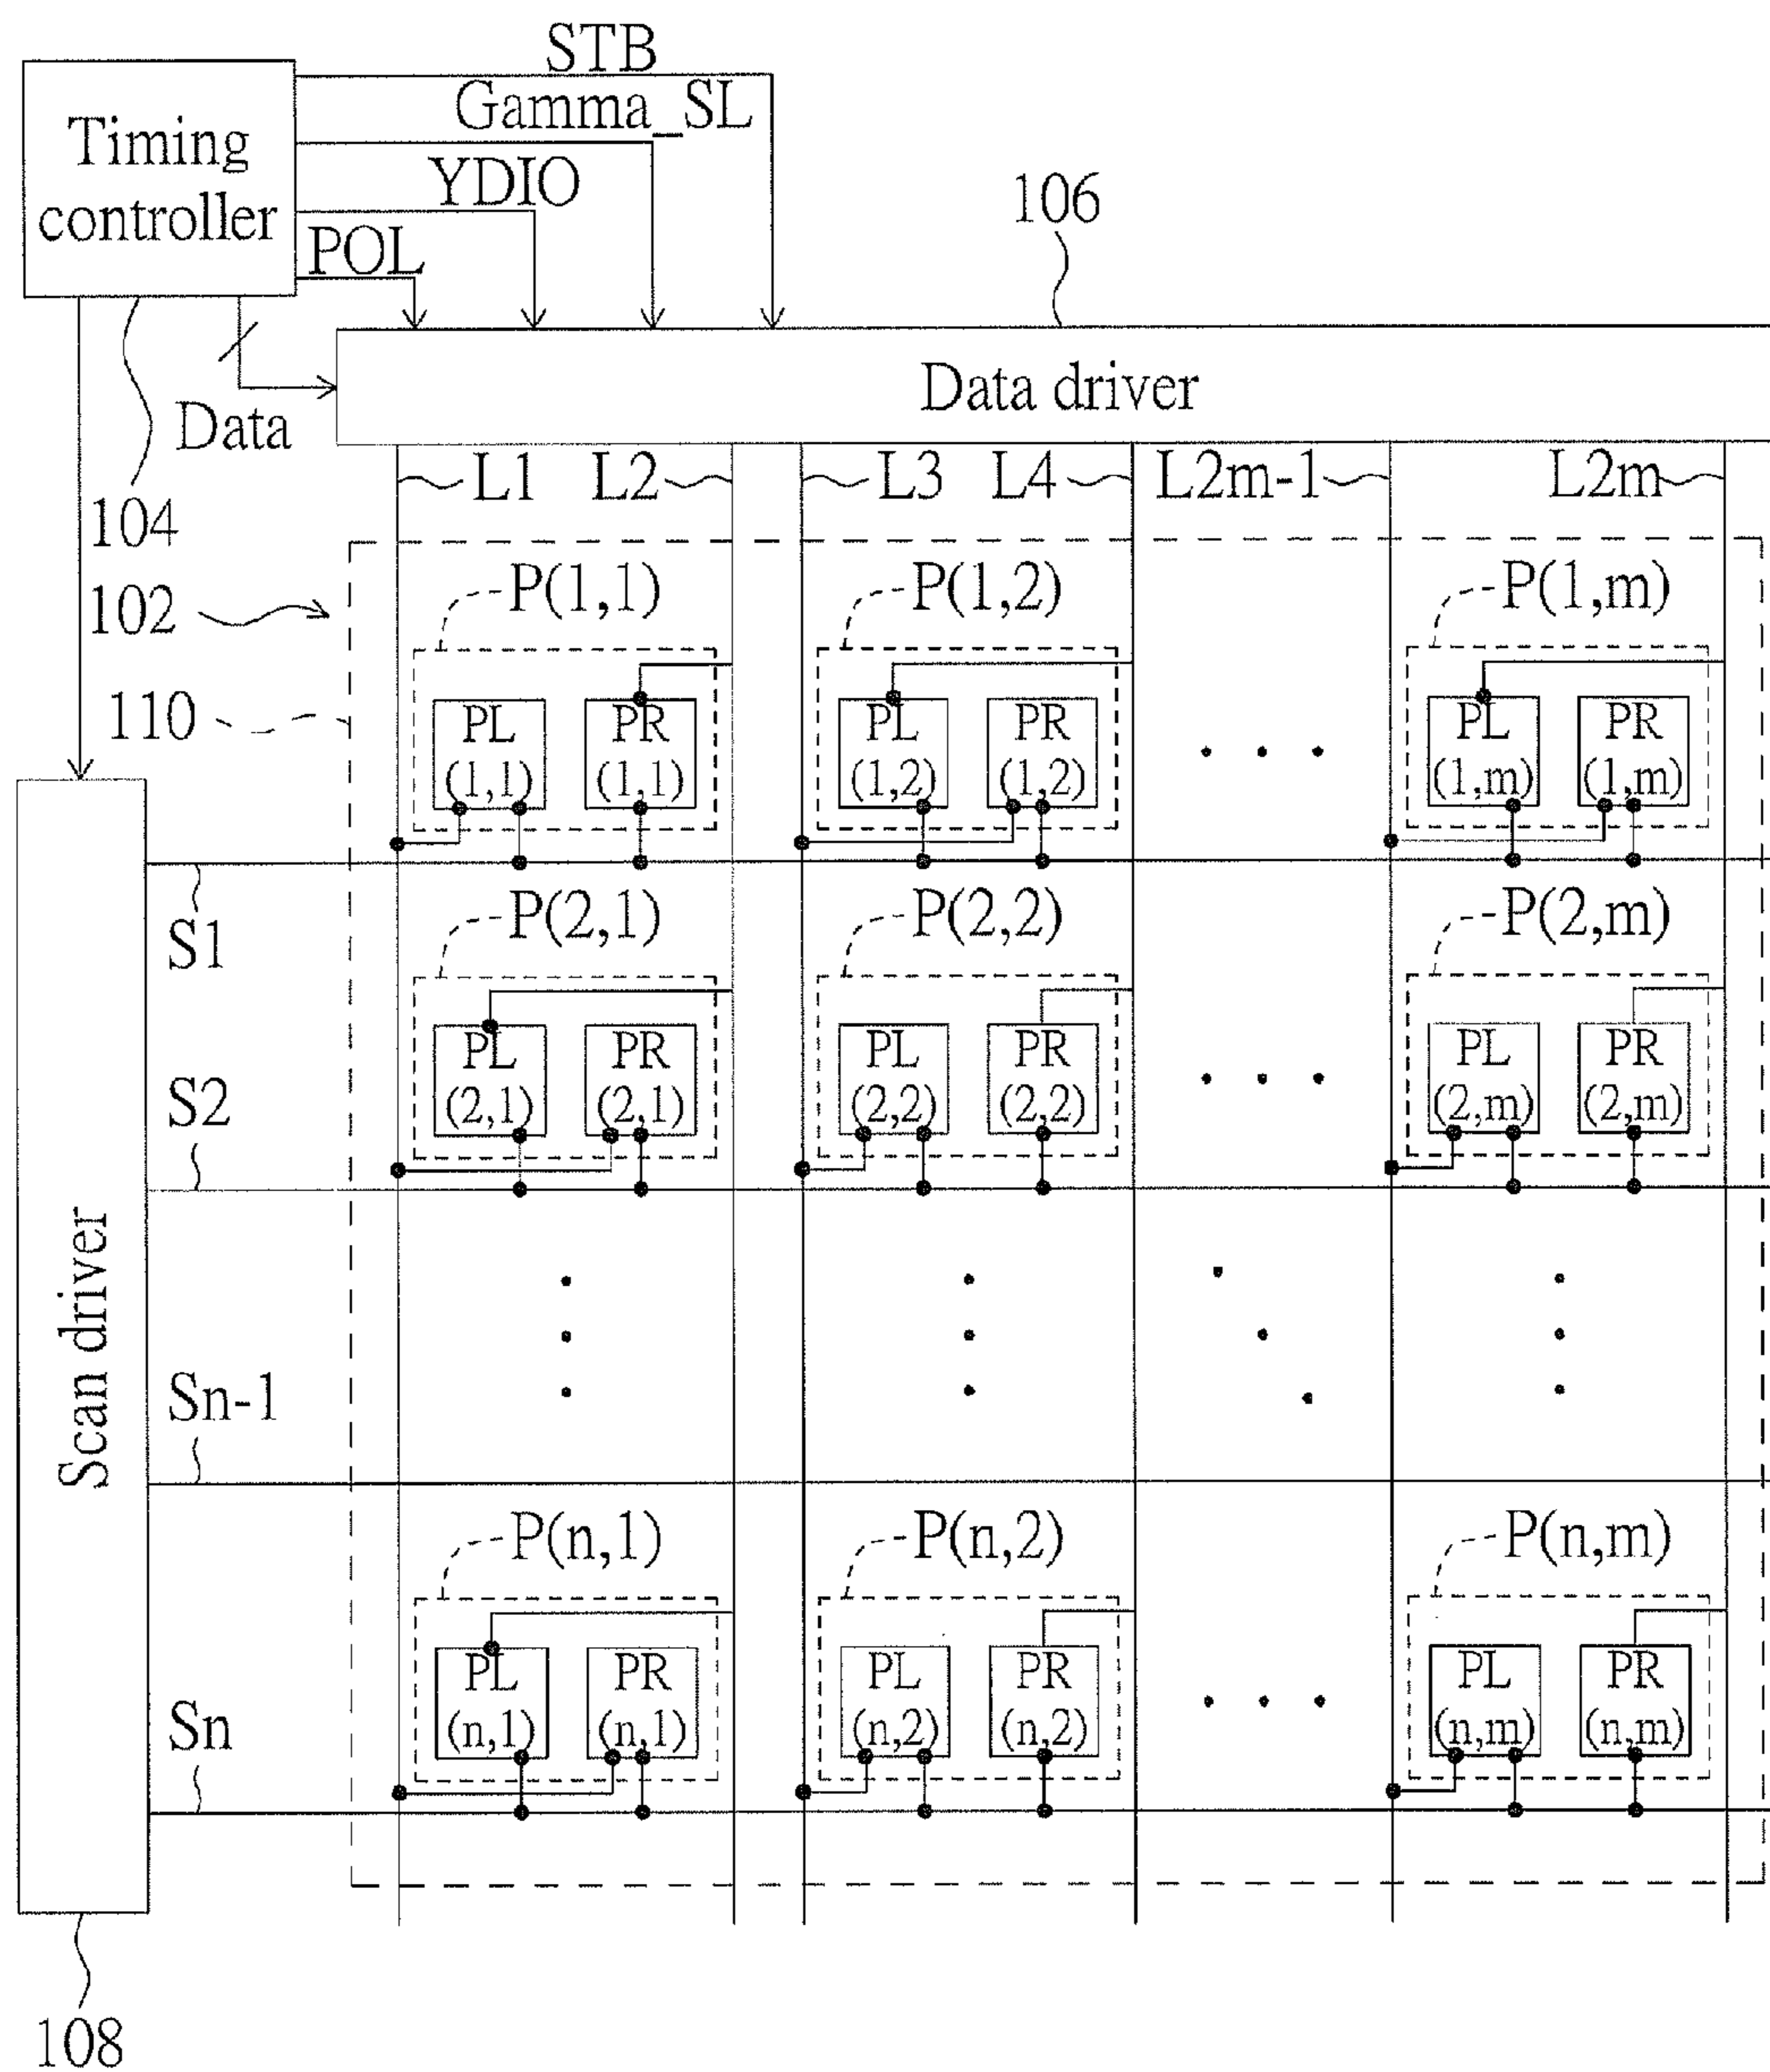 STB
Gamma_SL
YDIO
POL
Timing
controller
106
Data driver
Data
104
L1
L2
L3
L4
L2m-1
L2m
102
110
P(1,1)
P(1,2)
P(1,m)
PL
(1,1)
PR
(1,1)
PL
(1,2)
PR
(1,2)
PL
(1,m)
PR
(1,m)
S1
P(2,1)
P(2,2)
P(2,m)
PL
(2,1)
PR
(2,1)
PL
(2,2)
PR
(2,2)
PL
(2,m)
PR
(2,m)
S2
Scan driver
Sn-1
P(n,1)
P(n,2)
P(n,m)
PL
(n,1)
PR
(n,1)
PL
(n,2)
PR
(n,2)
PL
(n,m)
PR
(n,m)
Sn
108